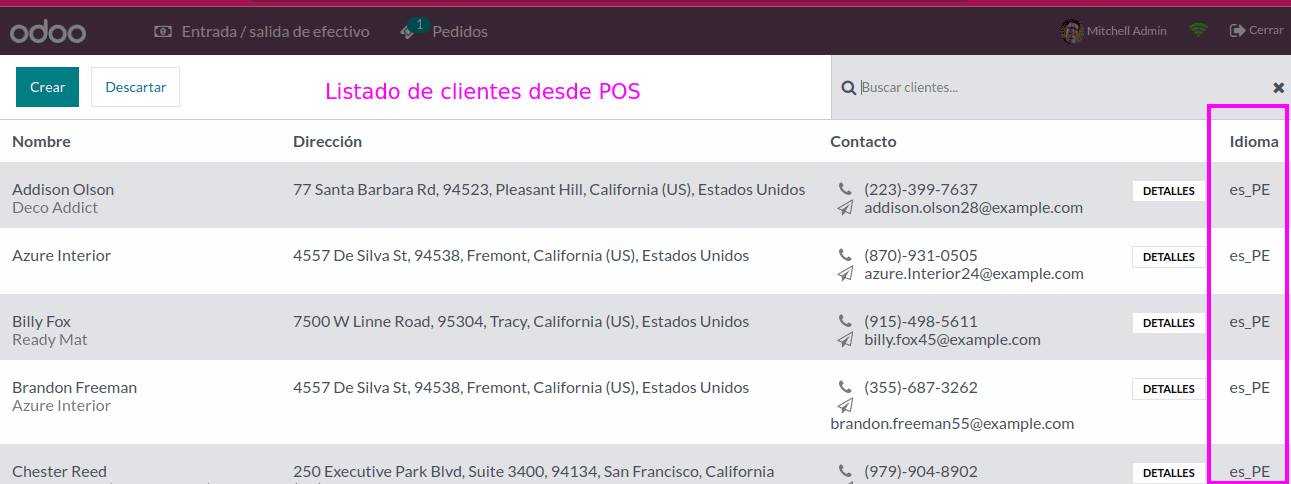 odoo
Entrada / salida de efectivo
1
Pedidos
Mitchell Admin
Cerrar
Crear
Descartar
Listado de clientes desde POS
Buscar clientes...
Nombre
Dirección
Contacto
Idioma
Addison Olson
Deco Addict
77 Santa Barbara Rd, 94523, Pleasant Hill, California (US), Estados Unidos
(223)-399-7637
addison.olson28@example.com
DETALLES
es_PE
Azure Interior
4557 De Silva St, 94538, Fremont, California (US), Estados Unidos
(870)-931-0505
azure.Interior24@example.com
DETALLES
es_PE
Billy Fox
Ready Mat
7500 W Linne Road, 95304, Tracy, California (US), Estados Unidos
(915)-498-5611
billy.fox45@example.com
DETALLES
es_PE
Brandon Freeman
Azure Interior
4557 De Silva St, 94538, Fremont, California (US), Estados Unidos
(355)-687-3262
brandon.freeman55@example.com
DETALLES
es_PE
Chester Reed
250 Executive Park Blvd, Suite 3400, 94134, San Francisco, California
(979)-904-8902
DETALLES
es_PE